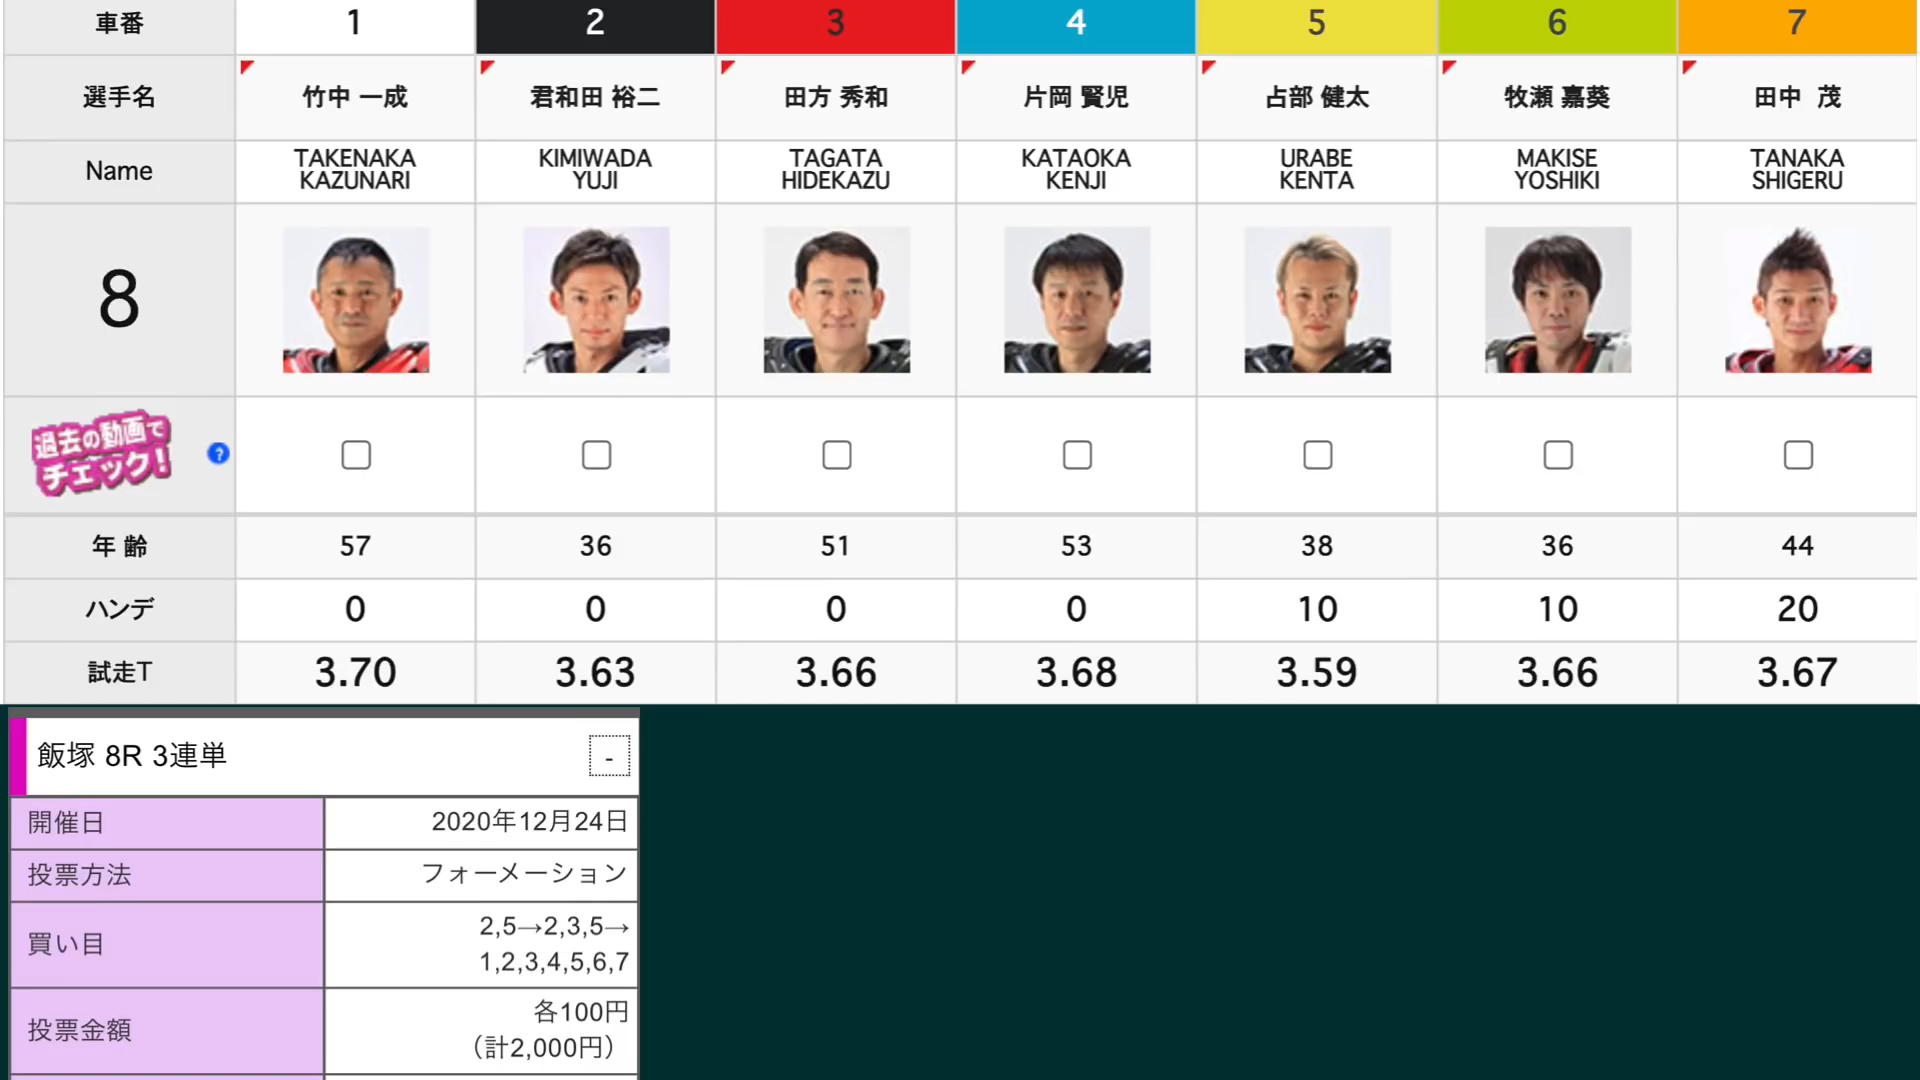 車番 1 2 3 4 5 6 7
選手名 竹中 一成 君和田 裕二 田方 秀和 片岡 賢児 占部 健太 牧瀬 嘉葵 田中 茂
Name TAKENAKA KAZUNARI KIMIWADA YUJI TAGATA HIDEKAZU KATAOKA KENJI URABE KENTA MAKISE YOSHIKI TANAKA SHIGERU
8
過去の動画で
チェック!
?
年 齢 57 36 51 53 38 36 44
ハンデ 0 0 0 0 10 10 20
試走T 3.70 3.63 3.66 3.68 3.59 3.66 3.67
飯塚 8R 3連単 -
開催日 2020年12月24日
投票方法 フォーメーション
買い目 2,5→2,3,5→
1,2,3,4,5,6,7
投票金額 各100円
（計2,000円）